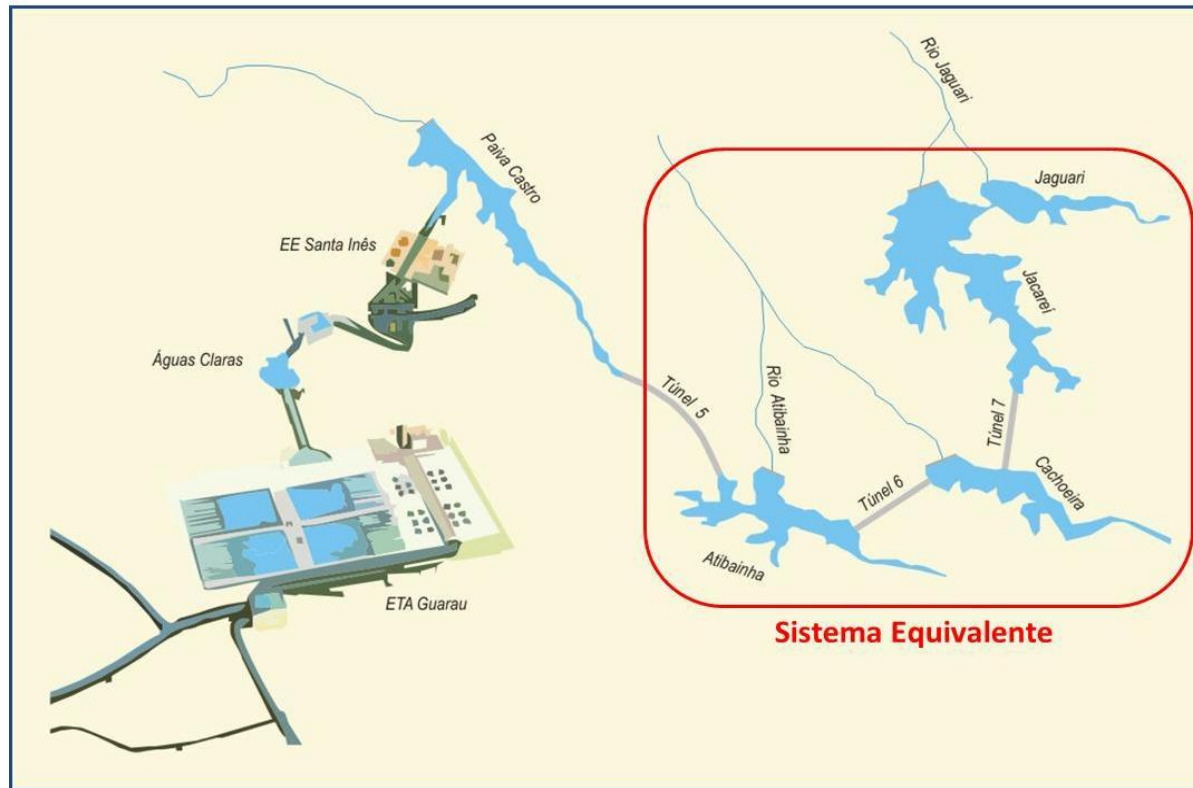 Rio Jaguari
Paiva Castro
Jaguari
EE Santa Inês
Jacareí
Águas Claras
Túnel 5
Rio Atibainha
Túnel 7
Cachoeira
Túnel 6
Atibainha
ETA Guarau
Sistema Equivalente